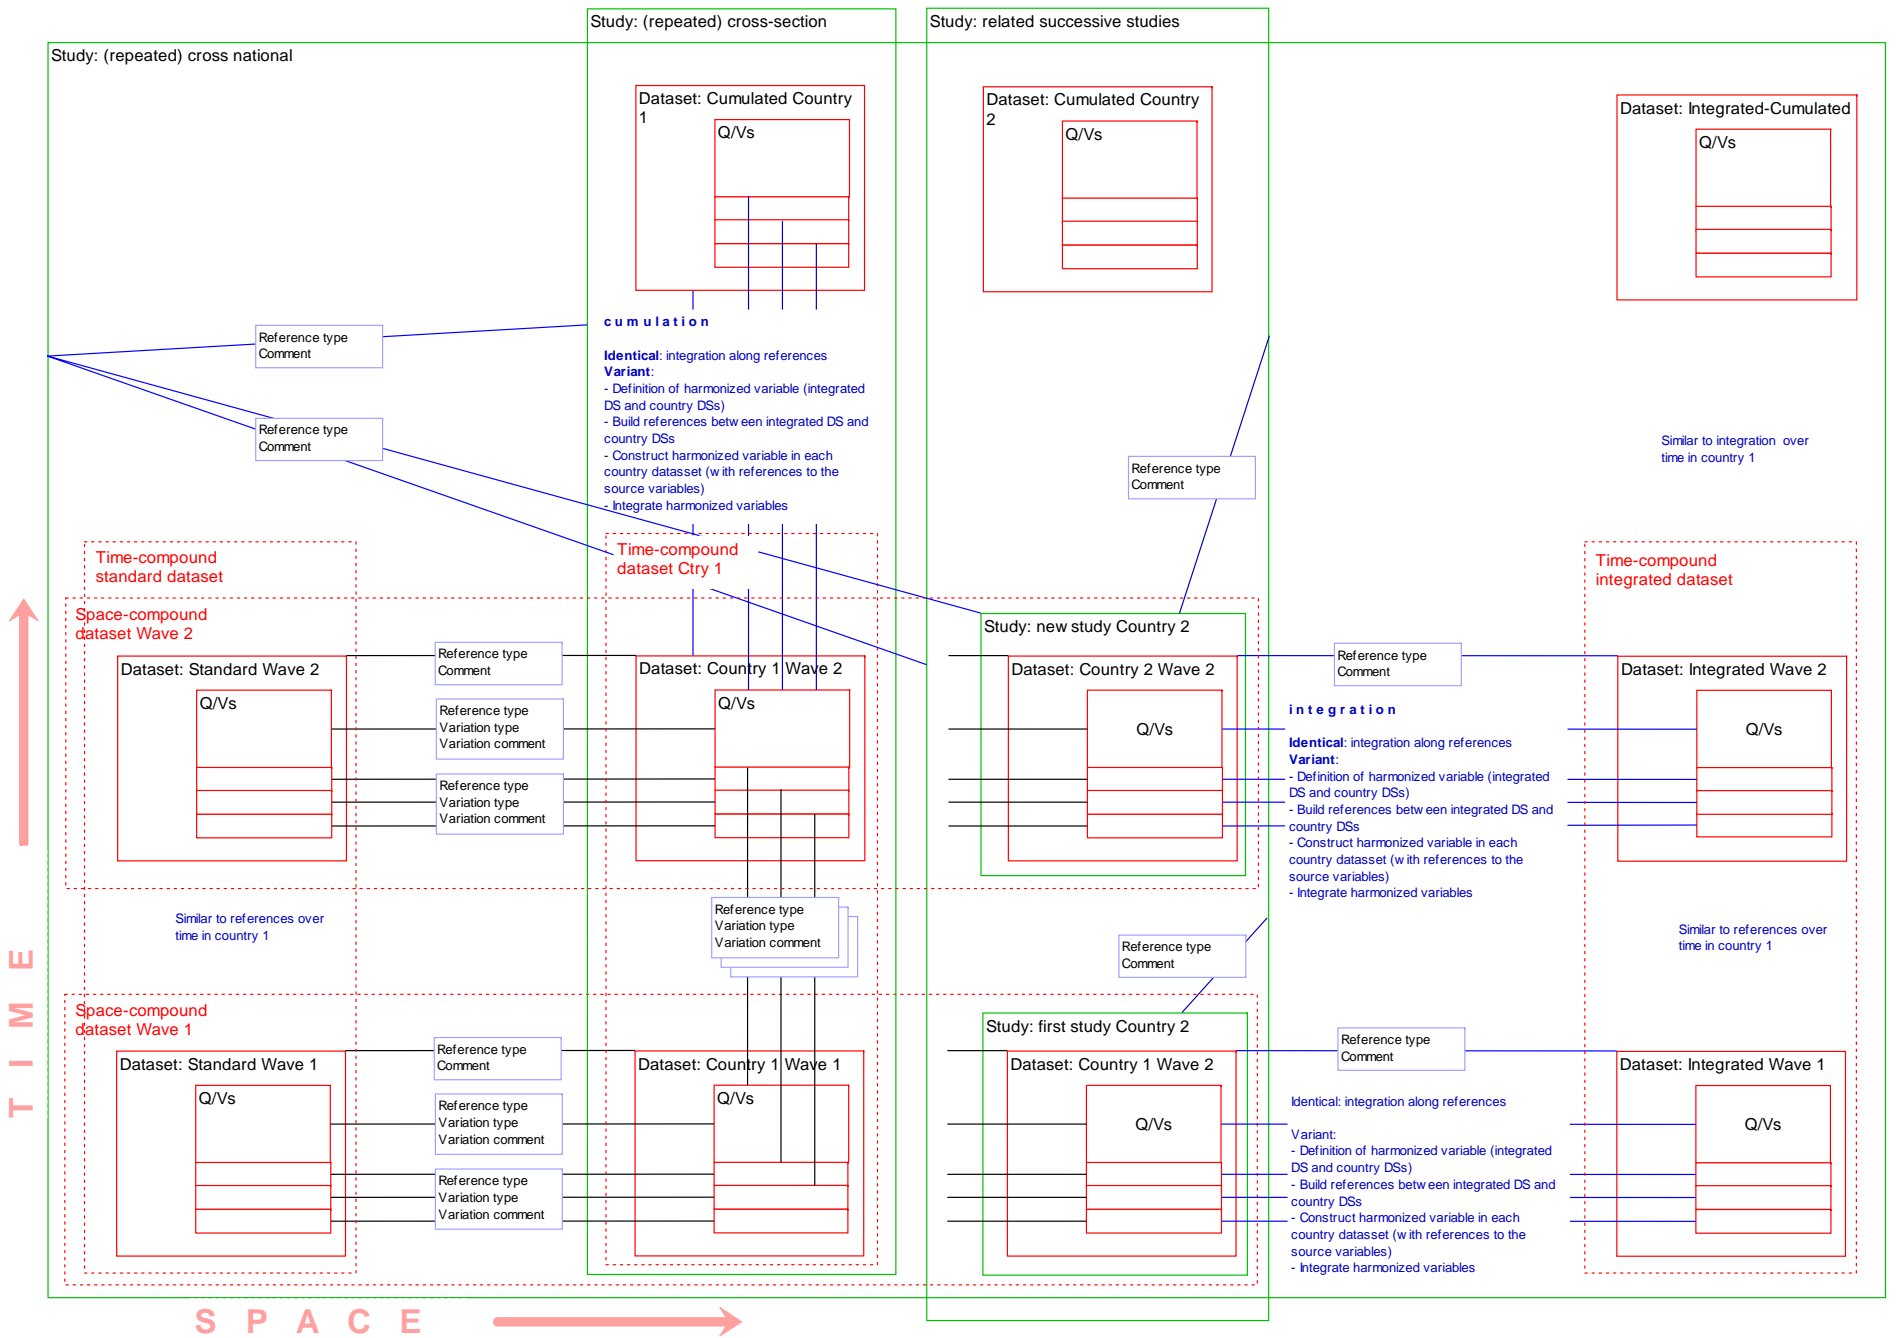 Study: (repeated) cross-section
Study: related successive studies
Study: (repeated) cross national
Dataset: Cumulated Country
1
Q/Vs
Dataset: Cumulated Country
2
Q/Vs
Dataset: Integrated-Cumulated
Q/Vs
Reference type
Comment
Reference type
Comment
cumulation
Identical: integration along references
Variant:
- Definition of harmonized variable (integrated
DS and country DSs)
- Build references between integrated DS and
country DSs
- Construct harmonized variable in each
country datasset (with references to the
source variables)
- Integrate harmonized variables
Reference type
Comment
Similar to integration over
time in country 1
Time-compound
standard dataset
Time-compound
dataset Ctry 1
Time-compound
integrated dataset
Space-compound
dataset Wave 2
Study: new study Country 2
Dataset: Standard Wave 2
Q/Vs
Reference type
Comment
Reference type
Variation type
Variation comment
Reference type
Variation type
Variation comment
Dataset: Country 1 Wave 2
Q/Vs
Dataset: Country 2 Wave 2
Q/Vs
Reference type
Comment
integration
Identical: integration along references
Variant:
- Definition of harmonized variable (integrated
DS and country DSs)
- Build references between integrated DS and
country DSs
- Construct harmonized variable in each
country datasset (with references to the
source variables)
- Integrate harmonized variables
Dataset: Integrated Wave 2
Q/Vs
Similar to references over
time in country 1
Reference type
Variation type
Variation comment
Reference type
Comment
Similar to references over
time in country 1
Space-compound
dataset Wave 1
Study: first study Country 2
Dataset: Standard Wave 1
Q/Vs
Reference type
Comment
Reference type
Variation type
Variation comment
Reference type
Variation type
Variation comment
Dataset: Country 1 Wave 1
Q/Vs
Dataset: Country 1 Wave 2
Q/Vs
Reference type
Comment
Identical: integration along references
Variant:
- Definition of harmonized variable (integrated
DS and country DSs)
- Build references between integrated DS and
country DSs
- Construct harmonized variable in each
country datasset (with references to the
source variables)
- Integrate harmonized variables
Dataset: Integrated Wave 1
Q/Vs
TIME
SPACE